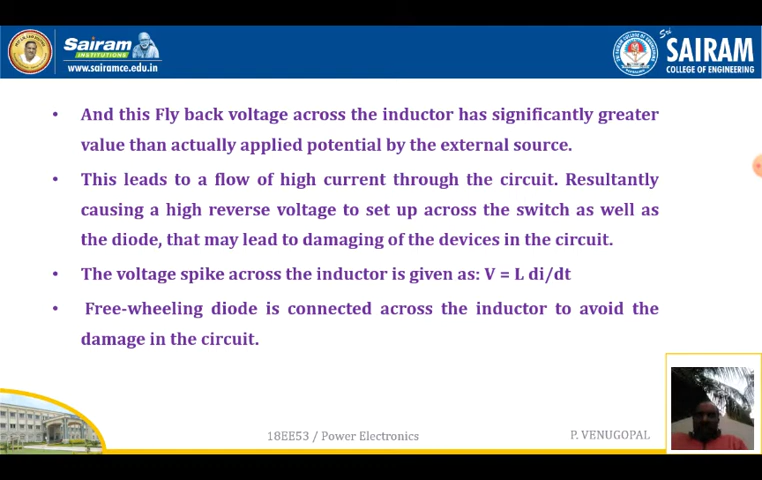 Sairam
INSTITUTIONS
www.sairamce.edu.in
Sri
SAIRAM
COLLEGE OF ENGINEERING
• And this Fly back voltage across the inductor has significantly greater
value than actually applied potential by the external source.
• This leads to a flow of high current through the circuit. Resultantly
causing a high reverse voltage to set up across the switch as well as
the diode, that may lead to damaging of the devices in the circuit.
• The voltage spike across the inductor is given as: V = L di/dt
• Free-wheeling diode is connected across the inductor to avoid the
damage in the circuit.
18EE53 / Power Electronics
P. VENUGOPAL